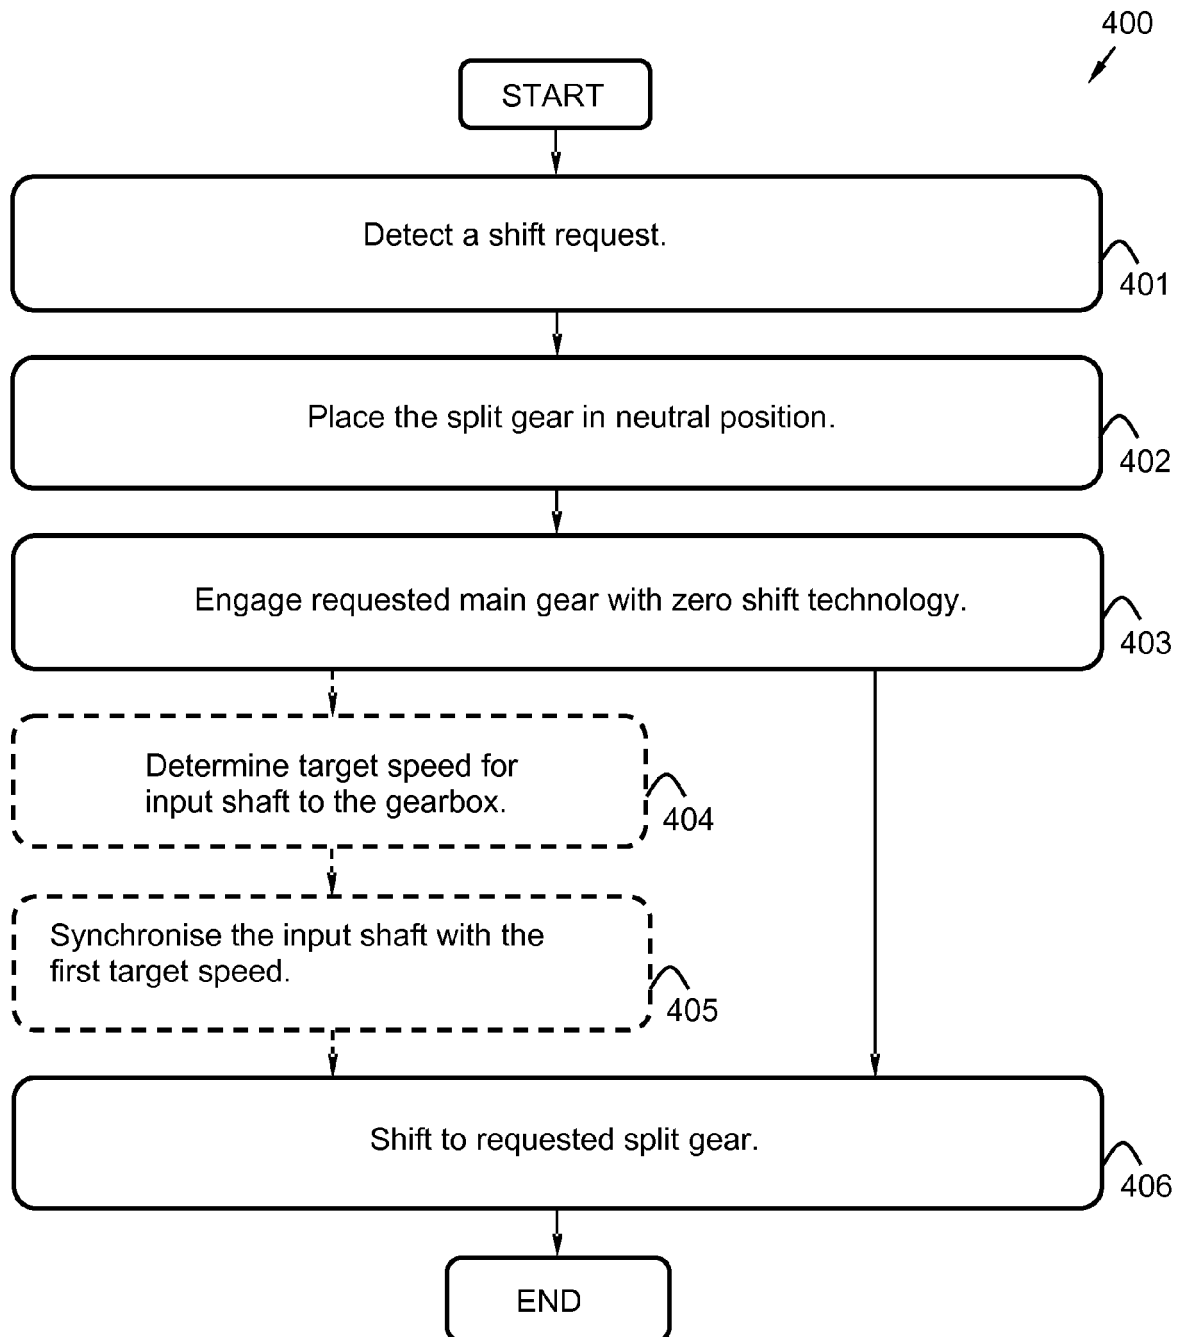 400
START
Detect a shift request.
401
Place the split gear in neutral position.
402
Engage requested main gear with zero shift technology.
403
Determine target speed for
input shaft to the gearbox.
404
Synchronise the input shaft with the
first target speed.
405
Shift to requested split gear.
406
END